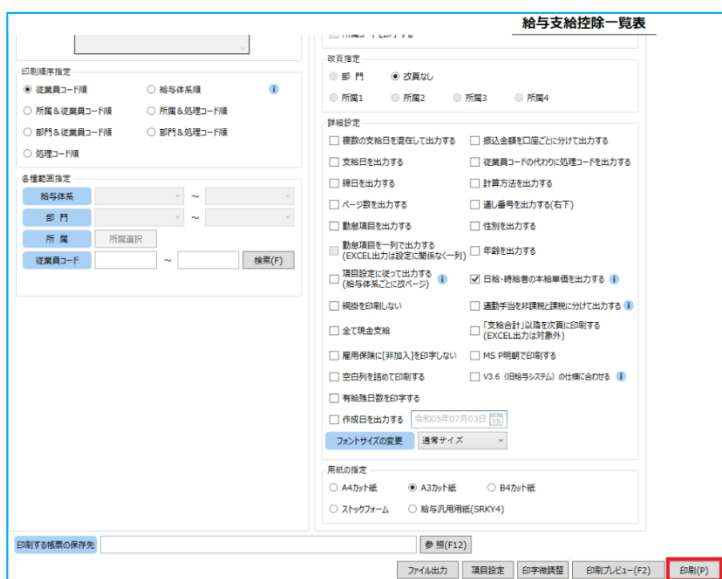 給与支給控除一覧表
印刷順序指定
従業員コード順
給与体系順
所属&従業員コード順
所属&処理コード順
部門&従業員コード順
部門&処理コード順
処理コード順
各種範囲指定
給与体系
～
部 門
～
所 属
所属選択
従業員コード
～
検索(F)
改頁指定
部 門
改頁なし
所属1
所属2
所属3
所属4
詳細設定
複数の支給日を混在して出力する
振込金額を口座ごとに分けて出力する
支給日を出力する
従業員コードの代わりに処理コードを出力する
締日を出力する
計算方法を出力する
ページ数を出力する
通し番号を出力する(右下)
勤怠項目を出力する
性別を出力する
勤怠項目を一列で出力する
(EXCEL出力は設定に関係なく一列)
年齢を出力する
項目設定に従って出力する
(給与体系ごとに改ページ)
日給・時給者の本給単価を出力する
網掛を印刷しない
通勤手当を非課税と課税に分けて出力する
全て現金支給
「支給合計」以降を次頁に印刷する
(EXCEL出力は対象外)
雇用保険に[非加入]を印字しない
MS P明朝で印刷する
空白列を詰めて印刷する
V3.6（旧給与システム）の仕様に合わせる
有給残日数を印字する
作成日を出力する
令和05年07月03日
15
フォントサイズの変更
通常サイズ
用紙の指定
A4カット紙
A3カット紙
B4カット紙
ストックフォーム
給与汎用用紙(SRKY4)
印刷する帳票の保存先
参 照(F12)
ファイル出力
項目設定
印字微調整
印刷プレビュー(F2)
印刷(P)